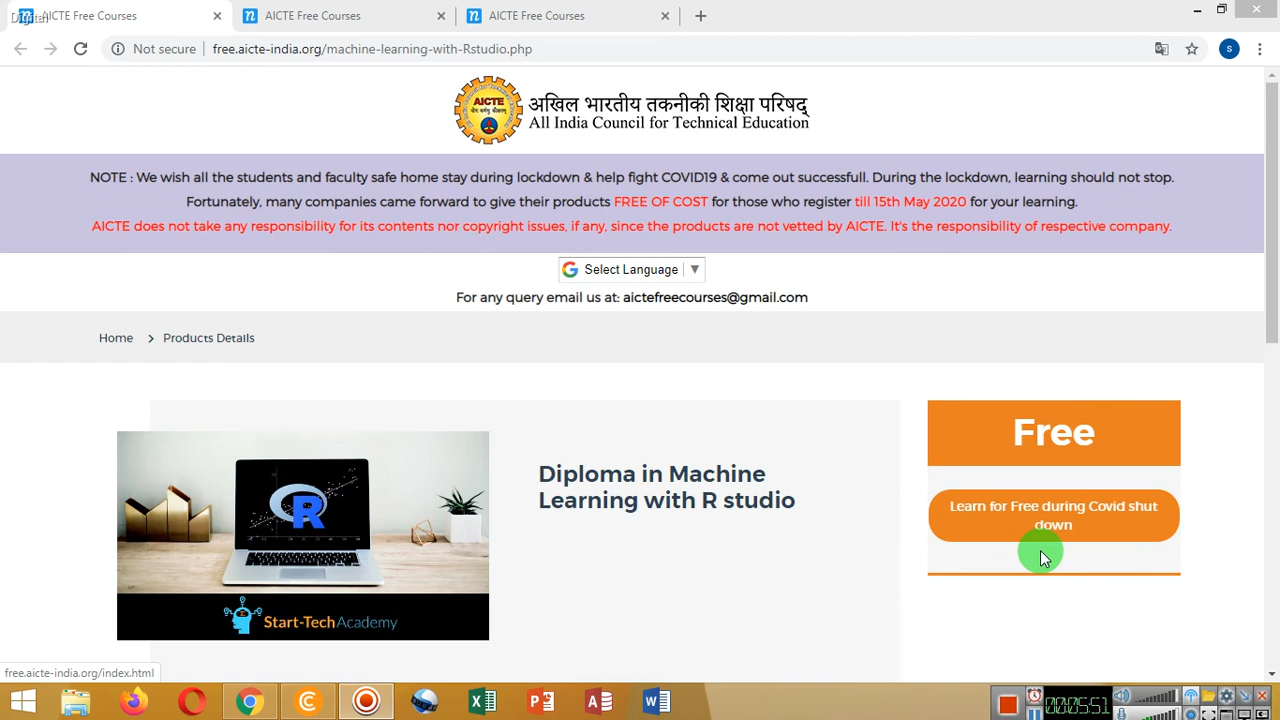 Digital
AICTE Free Courses
AICTE Free Courses
AICTE Free Courses
Not secure
free.aicte-india.org/machine-learning-with-Rstudio.php
S
AICTE
अखिल भारतीय तकनीकी शिक्षा परिषद्
All India Council for Technical Education
NOTE : We wish all the students and faculty safe home stay during lockdown & help fight COVID19 & come out successfull. During the lockdown, learning should not stop.
Fortunately, many companies came forward to give their products FREE OF COST for those who register till 15th May 2020 for your learning.
AICTE does not take any responsibility for its contents nor copyright issues, if any, since the products are not vetted by AICTE. It's the responsibility of respective company.
G Select Language ▼
For any query email us at: aictefreecourses@gmail.com
Home > Products Details
Diploma in Machine
Learning with R studio
Free
Learn for Free during Covid shut
down
R
Start-TechAcademy
free.aicte-india.org/index.html
00:05:51